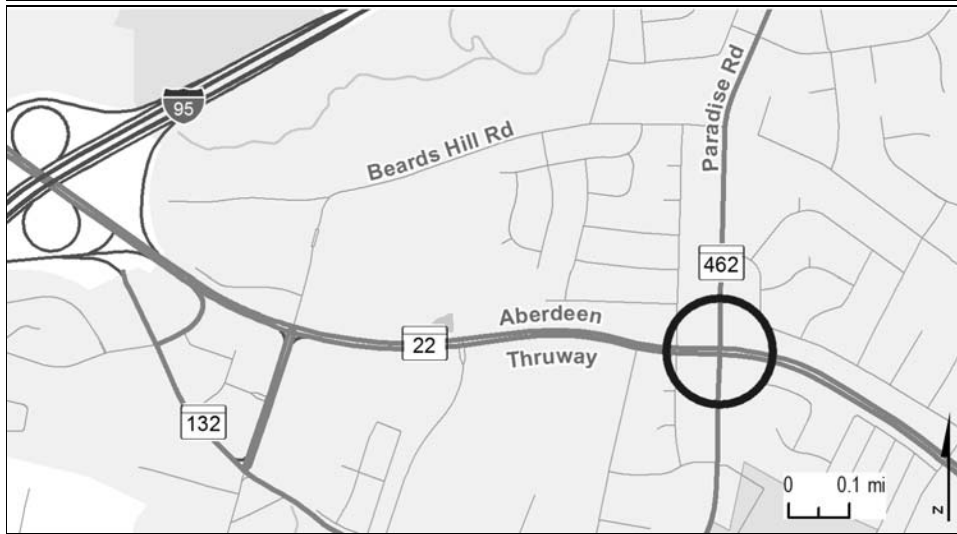 95
Beards Hill Rd
Paradise Rd
462
Aberdeen
Thruway
22
132
0 0.1 mi
N